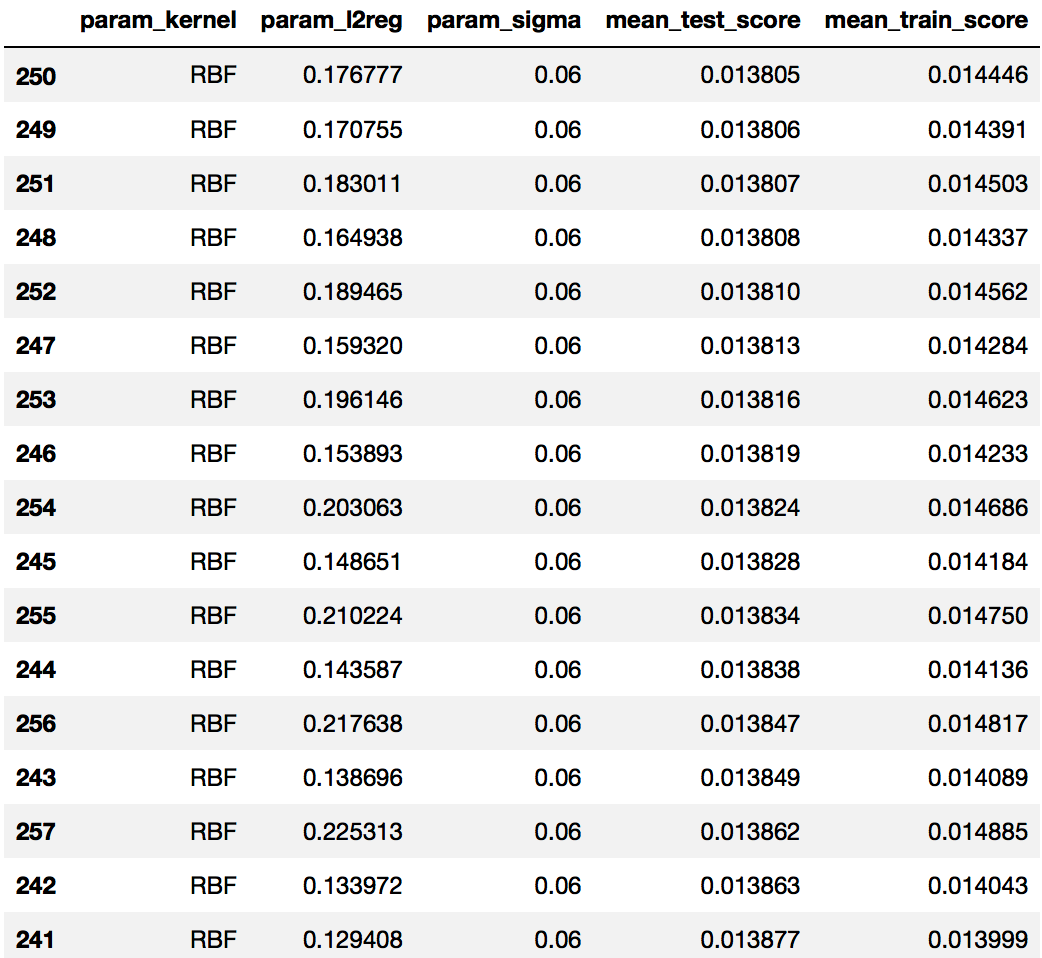 param_kernel param_l2reg param_sigma mean_test_score mean_train_score
250 RBF 0.176777 0.06 0.013805 0.014446
249 RBF 0.170755 0.06 0.013806 0.014391
251 RBF 0.183011 0.06 0.013807 0.014503
248 RBF 0.164938 0.06 0.013808 0.014337
252 RBF 0.189465 0.06 0.013810 0.014562
247 RBF 0.159320 0.06 0.013813 0.014284
253 RBF 0.196146 0.06 0.013816 0.014623
246 RBF 0.153893 0.06 0.013819 0.014233
254 RBF 0.203063 0.06 0.013824 0.014686
245 RBF 0.148651 0.06 0.013828 0.014184
255 RBF 0.210224 0.06 0.013834 0.014750
244 RBF 0.143587 0.06 0.013838 0.014136
256 RBF 0.217638 0.06 0.013847 0.014817
243 RBF 0.138696 0.06 0.013849 0.014089
257 RBF 0.225313 0.06 0.013862 0.014885
242 RBF 0.133972 0.06 0.013863 0.014043
241 RBF 0.129408 0.06 0.013877 0.013999